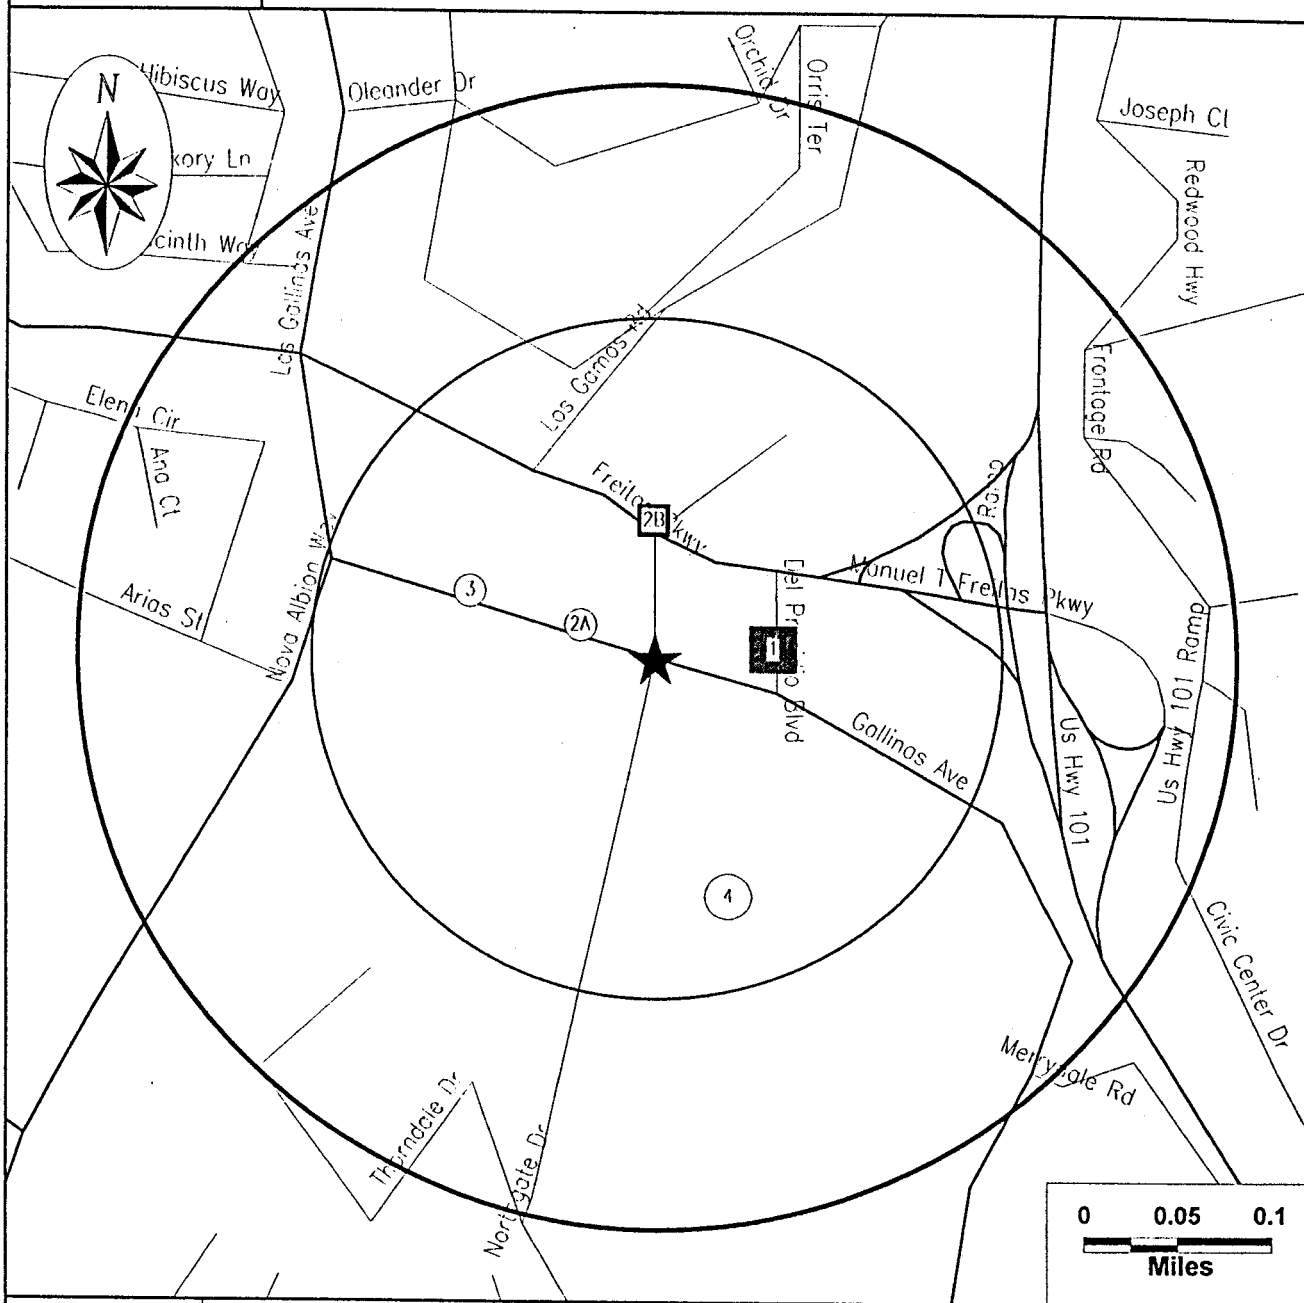 N
Hibiscus Way
Oleander Dr
Orchid Dr
Orris Ter
Joseph Ct
kory Ln
Redwood Hwy
cinth Way
Los Gallinas Ave
Los Gamos Rd
Frontage Rd
Elena Cir
Ana Ct
Freitas Pkwy
2B
Ramp
Manuel T Freitas Pkwy
Arias St
Nova Albion Way
3
2A
1
Del Pr o Blvd
Us Hwy 101 Ramp
Us Hwy 101
Gallinas Ave
4
Civic Center Dr
Merrydale Rd
Thorndale Dr
Northgate Dr
0 0.05 0.1
Miles